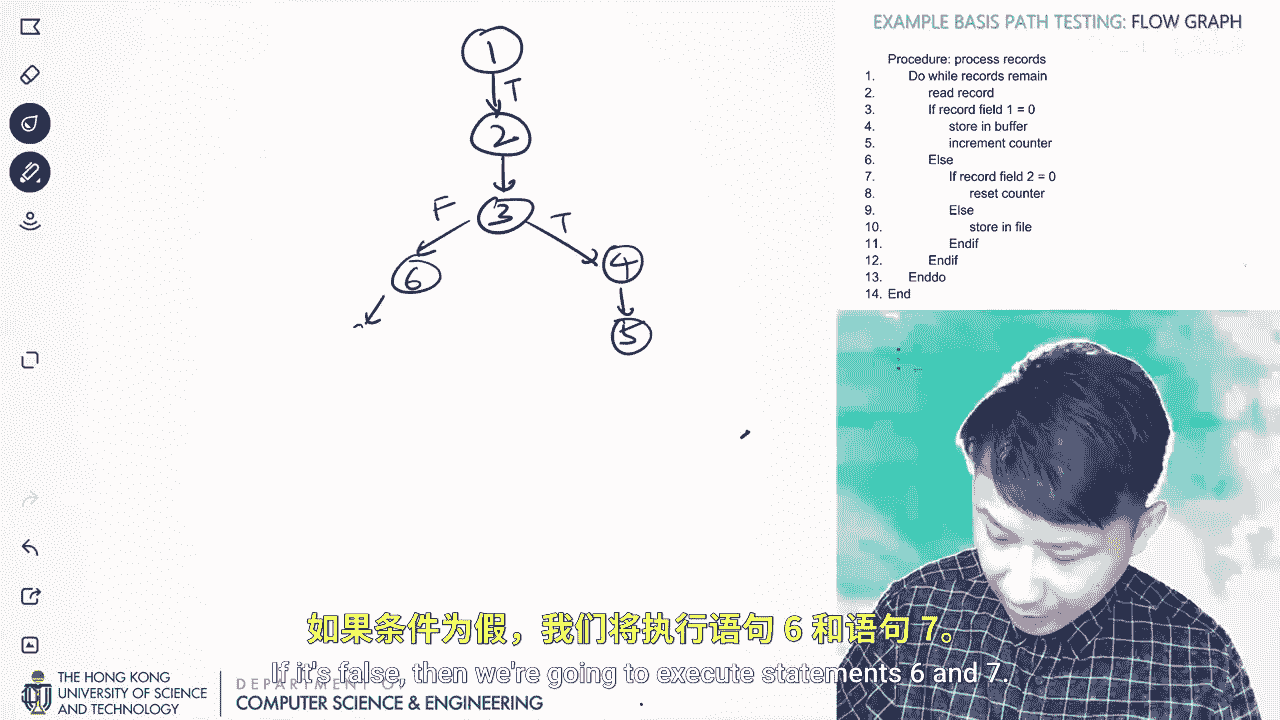 EXAMPLE BASIS PATH TESTING: FLOW GRAPH
Procedure: process records
1. Do while records remain
2. read record
3. If record field 1 = 0
4. store in buffer
5. increment counter
6. Else
7. If record field 2 = 0
8. reset counter
9. Else
10. store in file
11. Endif
12. Endif
13. Enddo
14. End
1
T
2
F 3 T
6 4
5
如果条件为假，我们将执行语句 6 和语句 7。
If it's false, then we're going to execute statements 6 and 7.
THE HONG KONG
UNIVERSITY OF SCIENCE
AND TECHNOLOGY
DEPARTMENT OF
COMPUTER SCIENCE & ENGINEERING